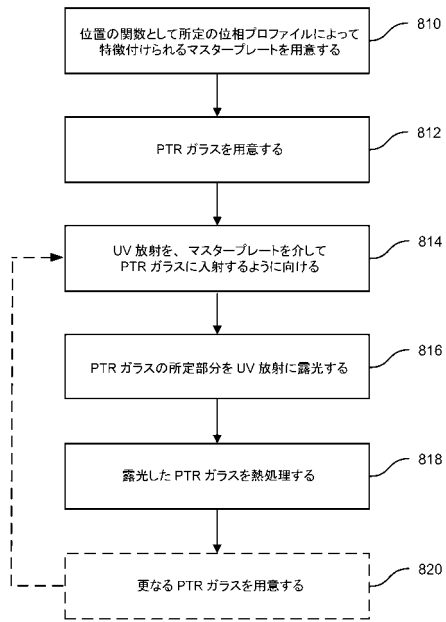 位置の関数として所定の位相プロファイルによって
特徴付けられるマスタープレートを用意する
810
PTR ガラスを用意する
812
UV 放射を、マスタープレートを介して
PTR ガラスに入射するように向ける
814
PTR ガラスの所定部分を UV 放射に露光する
816
露光した PTR ガラスを熱処理する
818
更なる PTR ガラスを用意する
820